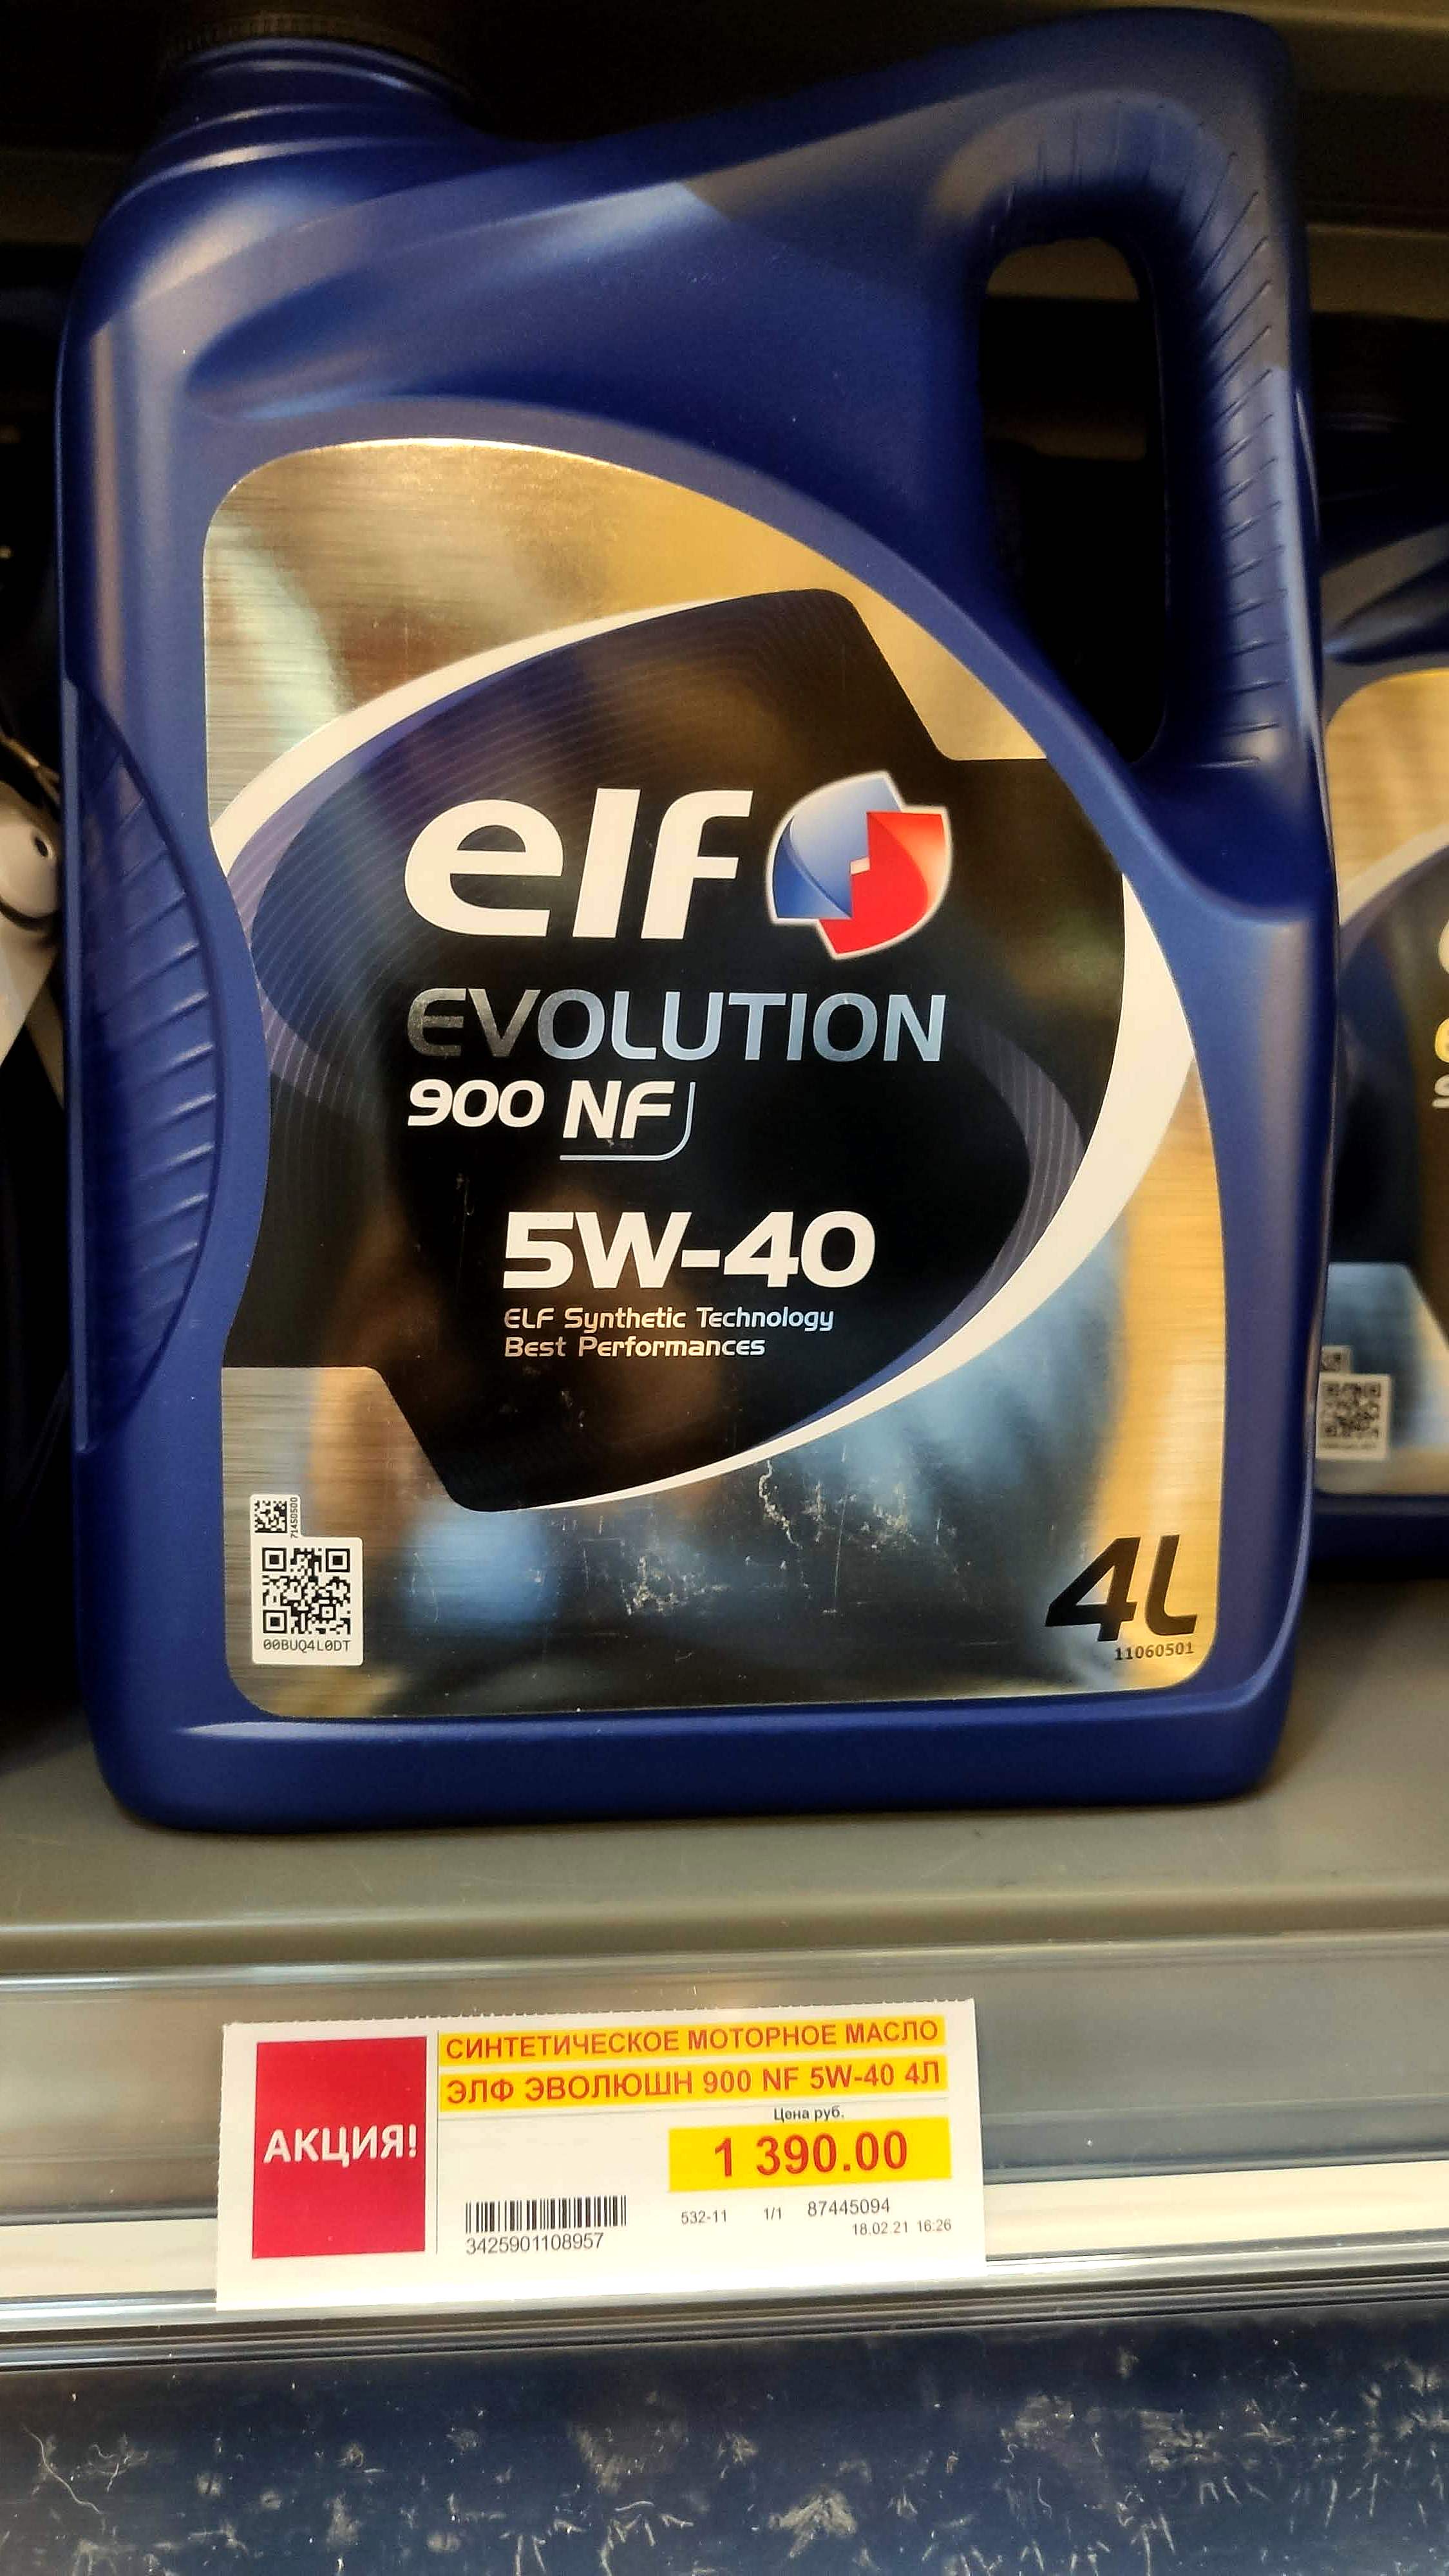 elf
EVOLUTION
900 NF
5W-40
ELF Synthetic Technology
Best Performances
71450500
00BUQ4L0DT
4L
11060501
АКЦИЯ!
СИНТЕТИЧЕСКОЕ МОТОРНОЕ МАСЛО
ЭЛФ ЭВОЛЮШН 900 NF 5W-40 4Л
Цена руб.
1 390.00
3425901108957
532-11 1/1 87445094
18.02 21 16:26